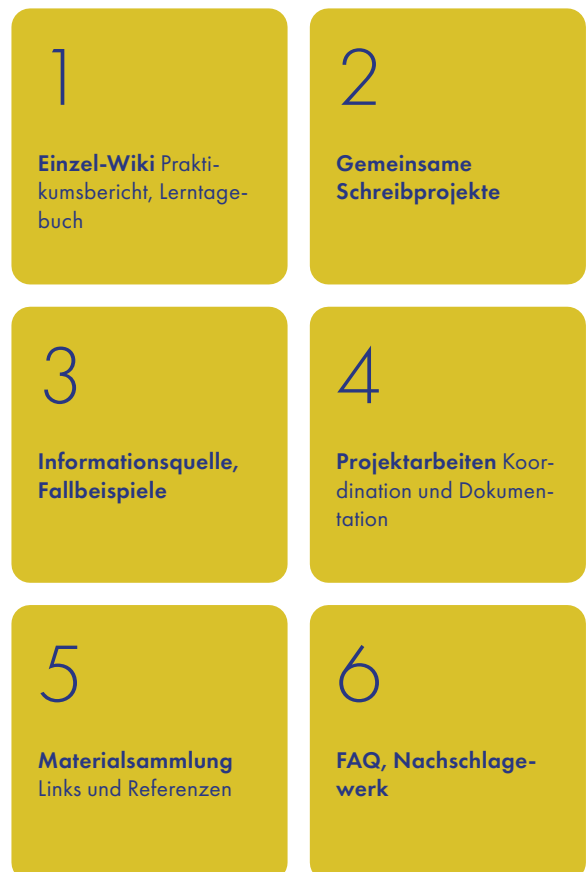 1
Einzel-Wiki Prakti-
kumsbericht, Lerntage-
buch
2
Gemeinsame
Schreibprojekte
3
Informationsquelle,
Fallbeispiele
4
Projektarbeiten Koor-
dination und Dokumen-
tation
5
Materialsammlung
Links und Referenzen
6
FAQ, Nachschlage-
werk